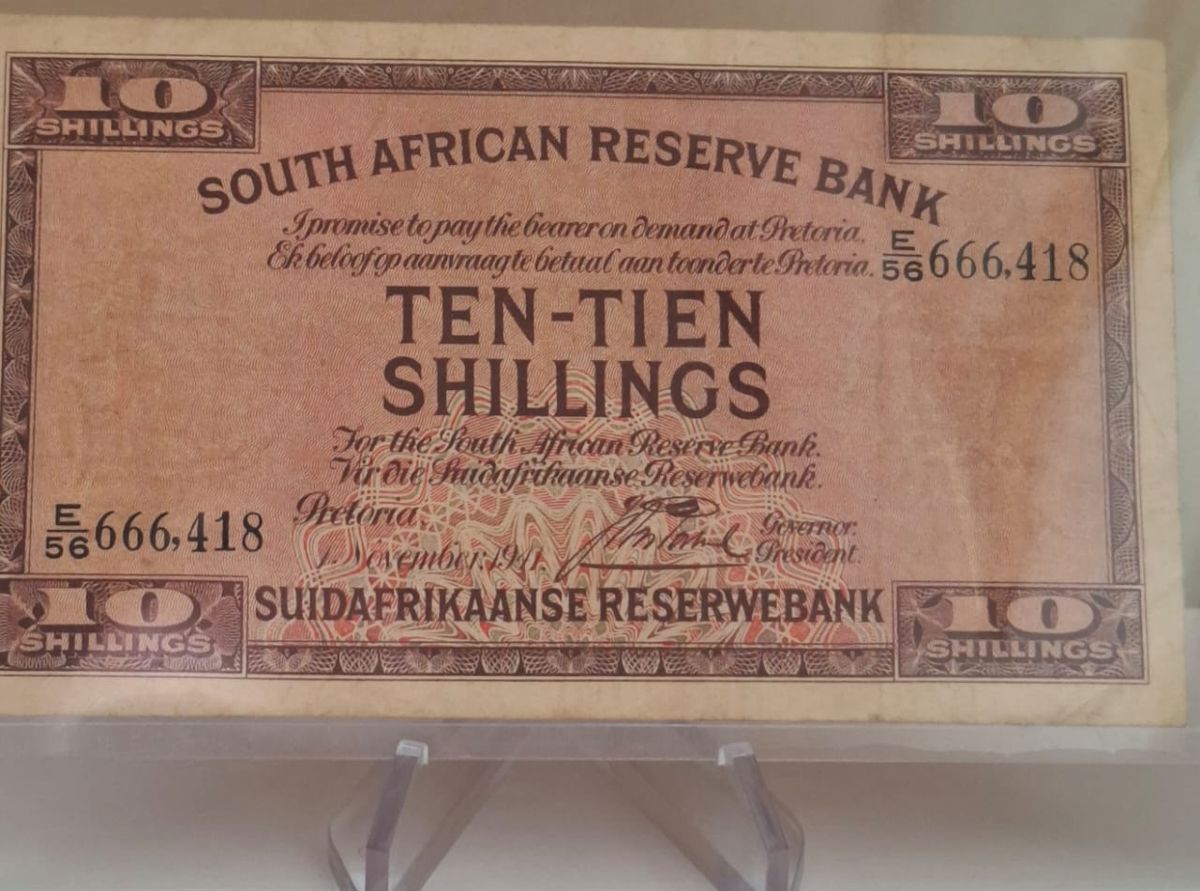 10 10
SHILLINGS SHILLINGS
SOUTH AFRICAN RESERVE BANK
I promise to pay the bearer on demand at Pretoria.
Ek beloof op aanvraag te betaal aan toonder te Pretoria.
E/56 666,418
TEN-TIEN
SHILLINGS
For the South African Reserve Bank.
Vir die Suidafrikaanse Reserwebank.
E/56 666,418
Pretoria
1. November. 1941. Governor.
President.
SUIDAFRIKAANSE RESERWEBANK
10 10
SHILLINGS SHILLINGS